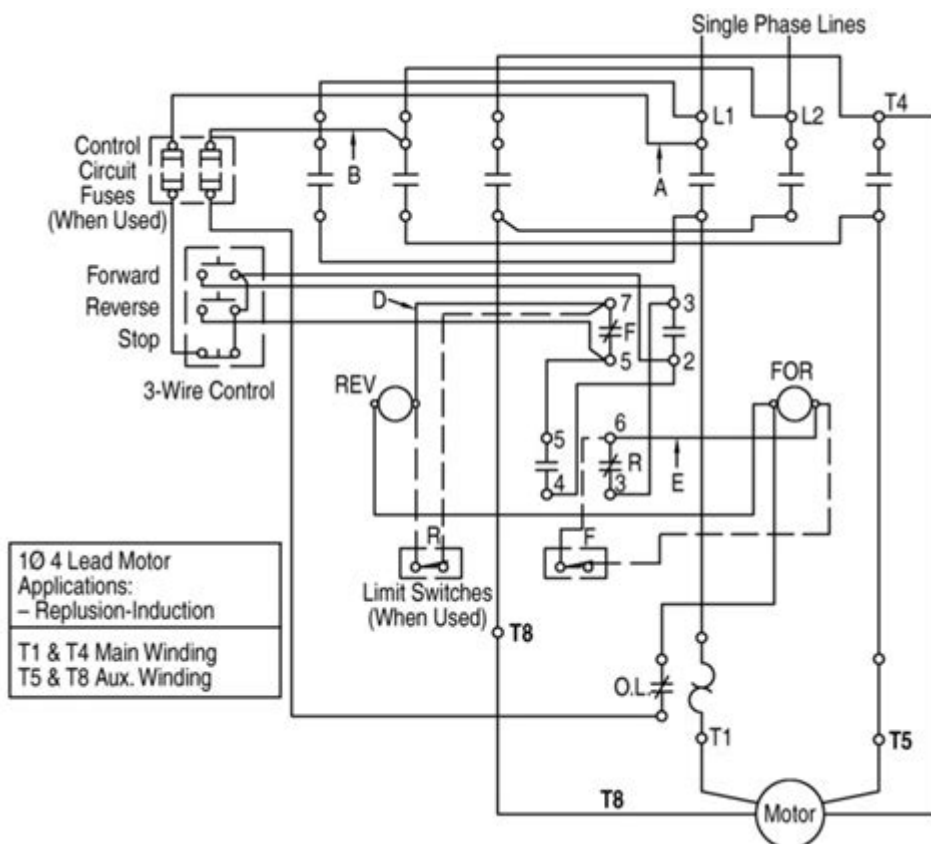 Single Phase Lines
L1
L2
T4
Control
Circuit
Fuses
(When Used)
B
A
Forward
Reverse
Stop
3-Wire Control
D
7
F
5
3
2
REV
FOR
5
4
6
R
3
E
R
F
Limit Switches
(When Used)
1Ø 4 Lead Motor
Applications:
– Replusion-Induction
T1 & T4 Main Winding
T5 & T8 Aux. Winding
T8
O.L.
T1
T5
T8
Motor